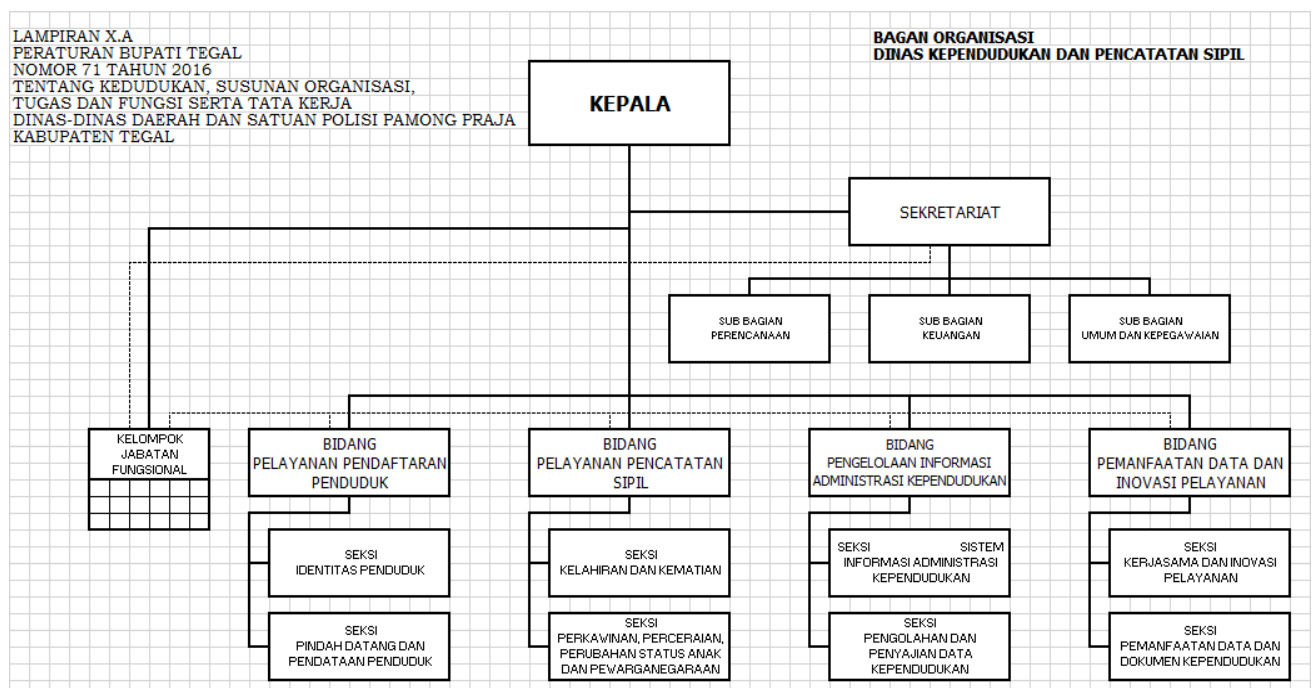 LAMPIRAN X.A
PERATURAN BUPATI TEGAL
NOMOR 71 TAHUN 2016
TENTANG KEDUDUKAN, SUSUNAN ORGANISASI,
TUGAS DAN FUNGSI SERTA TATA KERJA
DINAS-DINAS DAERAH DAN SATUAN POLISI PAMONG PRAJA
KABUPATEN TEGAL
BAGAN ORGANISASI
DINAS KEPENDUDUKAN DAN PENCATATAN SIPIL
KEPALA
SEKRETARIAT
SUB BAGIAN
PERENCANAAN
SUB BAGIAN
KEUANGAN
SUB BAGIAN
UMUM DAN KEPEGAWAIAN
KELOMPOK
JABATAN
FUNGSIONAL
BIDANG
PELAYANAN PENDAFTARAN
PENDUDUK
BIDANG
PELAYANAN PENCATATAN
SIPIL
BIDANG
PENGELOLAAN INFORMASI
ADMINISTRASI KEPENDUDUKAN
BIDANG
PEMANFAATAN DATA DAN
INOVASI PELAYANAN
SEKSI
IDENTITAS PENDUDUK
SEKSI
KELAHIRAN DAN KEMATIAN
SEKSI SISTEM
INFORMASI ADMINISTRASI
KEPENDUDUKAN
SEKSI
KERJASAMA DAN INOVASI
PELAYANAN
SEKSI
PINDAH DATANG DAN
PENDATAAN PENDUDUK
SEKSI
PERKAWINAN, PERCERAIAN,
PERUBAHAN STATUS ANAK
DAN PEWARGANEGARAAN
SEKSI
PENGOLAHAN DAN
PENYAJIAN DATA
KEPENDUDUKAN
SEKSI
PEMANFAATAN DATA DAN
DOKUMEN KEPENDUDUKAN